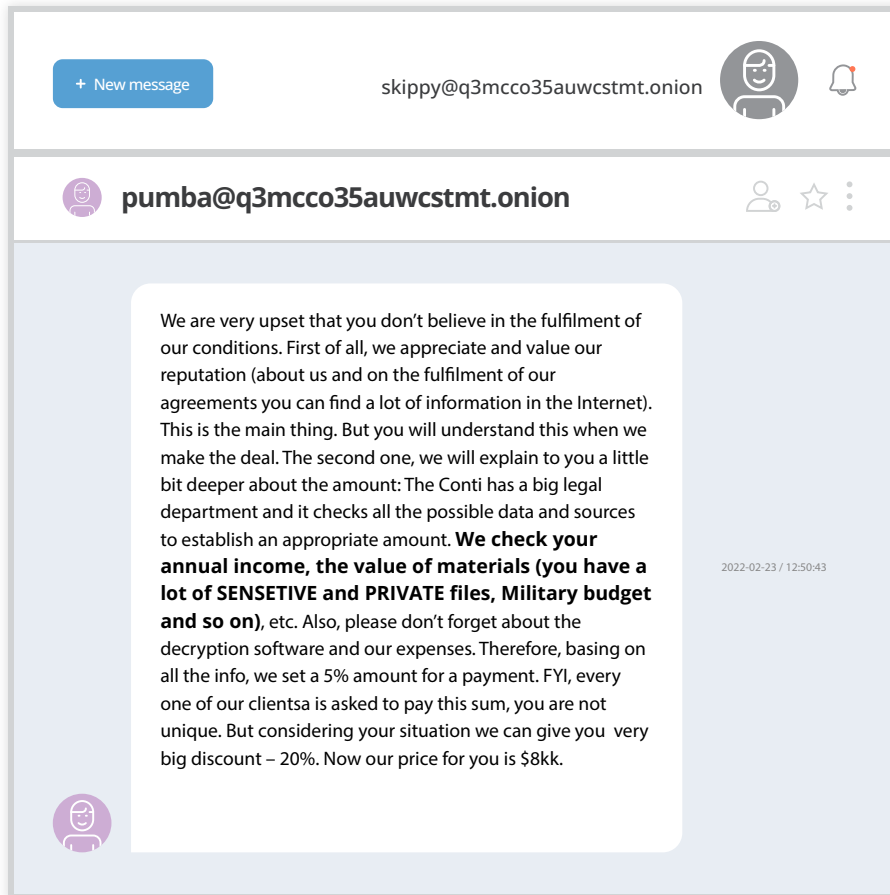 + New message
skippy@q3mcco35auwcstmt.onion
pumba@q3mcco35auwcstmt.onion
We are very upset that you don’t believe in the fulfilment of
our conditions. First of all, we appreciate and value our
reputation (about us and on the fulfilment of our
agreements you can find a lot of information in the Internet).
This is the main thing. But you will understand this when we
make the deal. The second one, we will explain to you a little
bit deeper about the amount: The Conti has a big legal
department and it checks all the possible data and sources
to establish an appropriate amount. We check your
annual income, the value of materials (you have a
lot of SENSETIVE and PRIVATE files, Military budget
and so on), etc. Also, please don’t forget about the
decryption software and our expenses. Therefore, basing on
all the info, we set a 5% amount for a payment. FYI, every
one of our clientsa is asked to pay this sum, you are not
unique. But considering your situation we can give you very
big discount – 20%. Now our price for you is $8kk.
2022-02-23 / 12:50:43